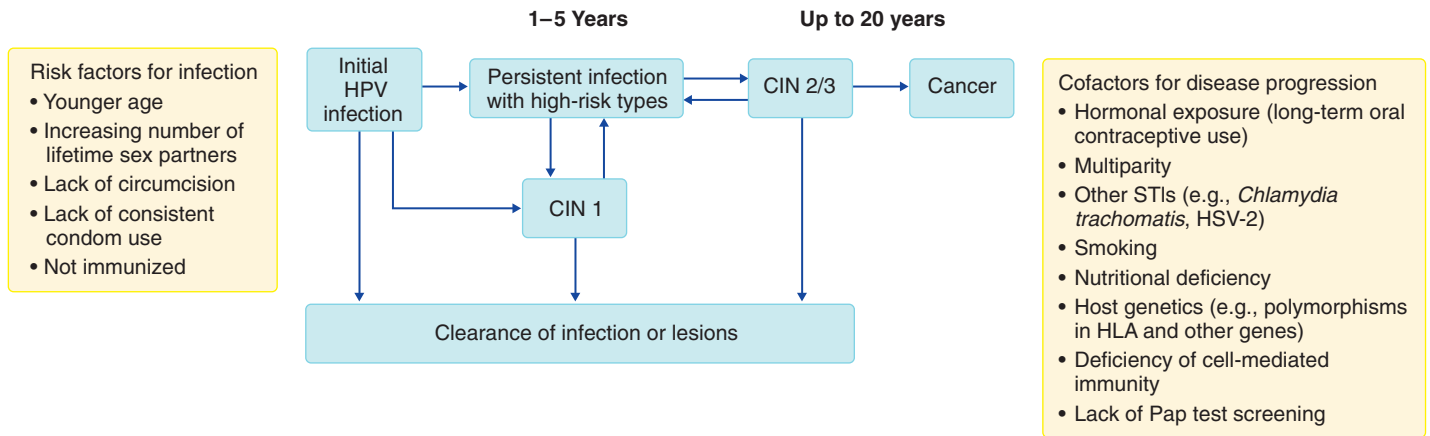 1–5 Years
Up to 20 years
Risk factors for infection
• Younger age
• Increasing number of
lifetime sex partners
• Lack of circumcision
• Lack of consistent
condom use
• Not immunized
Initial
HPV
infection
Persistent infection
with high-risk types
CIN 2/3
Cancer
CIN 1
Clearance of infection or lesions
Cofactors for disease progression
• Hormonal exposure (long-term oral
contraceptive use)
• Multiparity
• Other STIs (e.g., Chlamydia
trachomatis, HSV-2)
• Smoking
• Nutritional deficiency
• Host genetics (e.g., polymorphisms
in HLA and other genes)
• Deficiency of cell-mediated
immunity
• Lack of Pap test screening